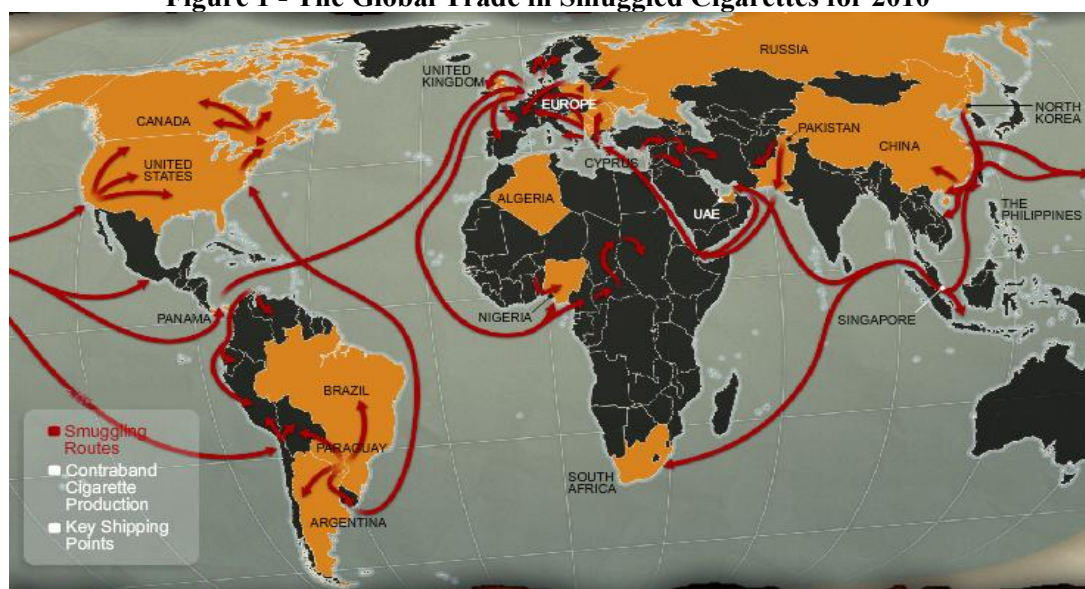 Figure 1 - The Global Trade in Smuggled Cigarettes for 2010
RUSSIA
UNITED
KINGDOM
EUROPE
NORTH
KOREA
CANADA
PAKISTAN
CHINA
UNITED
STATES
CYPRUS
ALGERIA
UAE
THE
PHILIPPINES
PANAMA
NIGERIA
SINGAPORE
BRAZIL
PARAGUAY
SOUTH
AFRICA
ARGENTINA
Smuggling
Routes
Contraband
Cigarette
Production
Key Shipping
Points